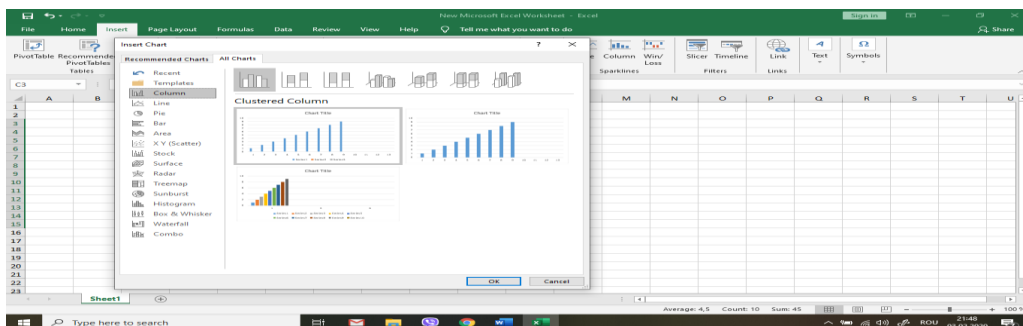 New Microsoft Excel Worksheet - Excel
Sign in
File Home Insert Page Layout Formulas Data Review View Help Tell me what you want to do
Share
Insert Chart
Recommended Charts All Charts
PivotTable Recommended
PivotTables
Tables
Column Win/
Loss
Sparklines
Slicer Timeline
Filters
Link
Links
Text
Symbols
Recent
Templates
Column
Line
Pie
Bar
Area
X Y (Scatter)
Stock
Surface
Radar
Treemap
Sunburst
Histogram
Box & Whisker
Waterfall
Combo
Clustered Column
Chart Title
Chart Title
Chart Title
OK Cancel
C3
A B M N O P Q R S T U
1
2
3
4
5
6
7
8
9
10
11
12
13
14
15
16
17
18
19
20
21
22
23
Sheet1
Average: 4,5 Count: 10 Sum: 45
Type here to search
ROU
21:48